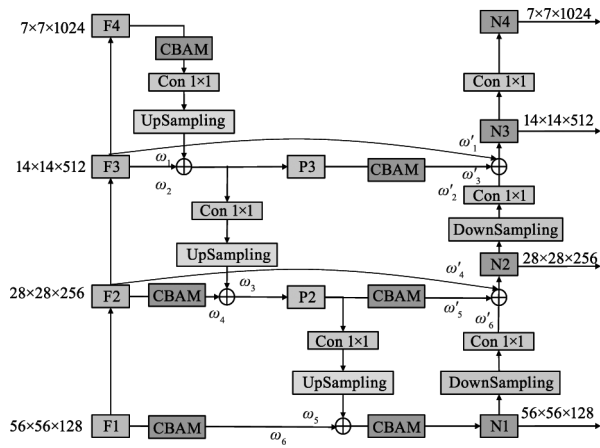 7×7×1024 F4 N4 7×7×1024
CBAM
Con 1×1 Con 1×1
UpSampling
N3 14×14×512
14×14×512 F3 ω₁ ω₂ P3 CBAM ω′₁ ω′₃ ω′₂
Con 1×1 Con 1×1
DownSampling
UpSampling
N2 28×28×256
28×28×256 F2 CBAM ω₃ ω₄ P2 CBAM ω′₄ ω′₅ ω′₆
Con 1×1 Con 1×1
UpSampling DownSampling
56×56×128 F1 CBAM ω₅ ω₆ CBAM N1 56×56×128